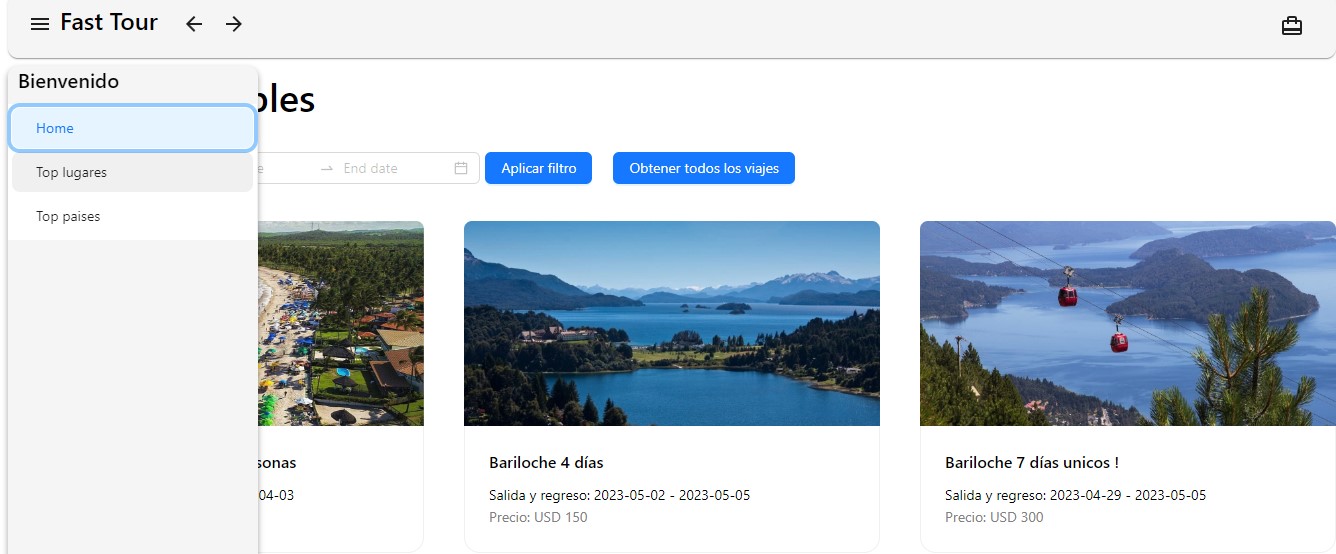 Fast Tour
Bienvenido
Home
Top lugares
Top paises
End date
Aplicar filtro
Obtener todos los viajes
04-03
Bariloche 4 días
Salida y regreso: 2023-05-02 - 2023-05-05
Precio: USD 150
Bariloche 7 días unicos !
Salida y regreso: 2023-04-29 - 2023-05-05
Precio: USD 300